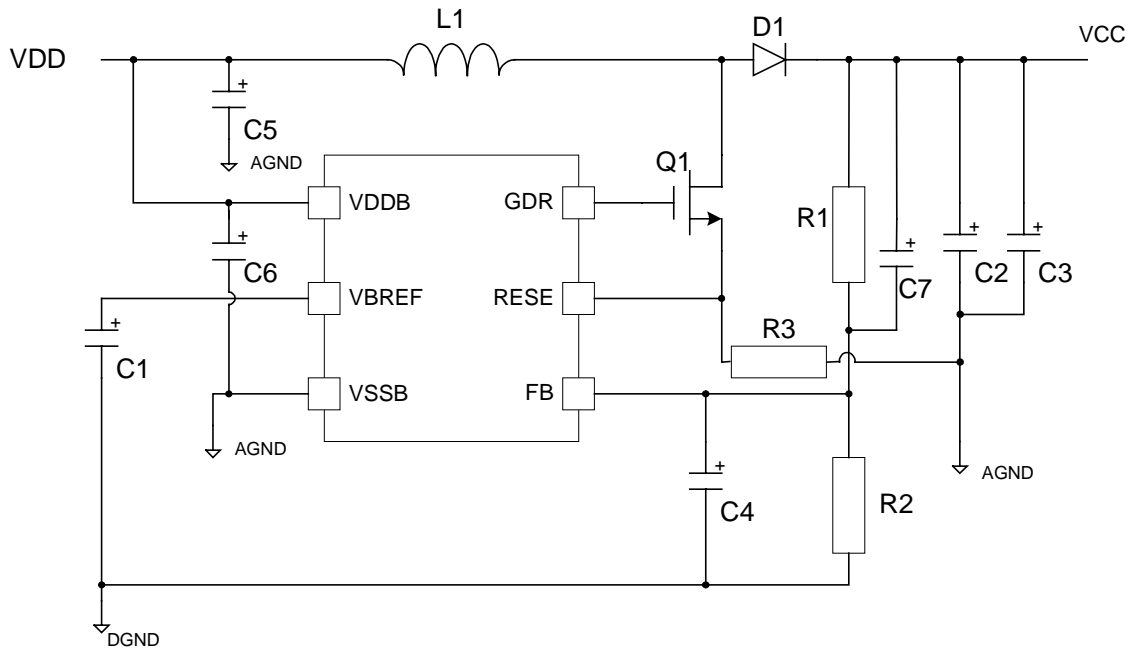 L1
D1
VCC
VDD
+
C5
AGND
Q1
VDDB
GDR
R1
+
C6
+
C7
+
C2
+
C3
VBREF
RESE
+
C1
R3
VSSB
FB
AGND
+
C4
R2
AGND
DGND